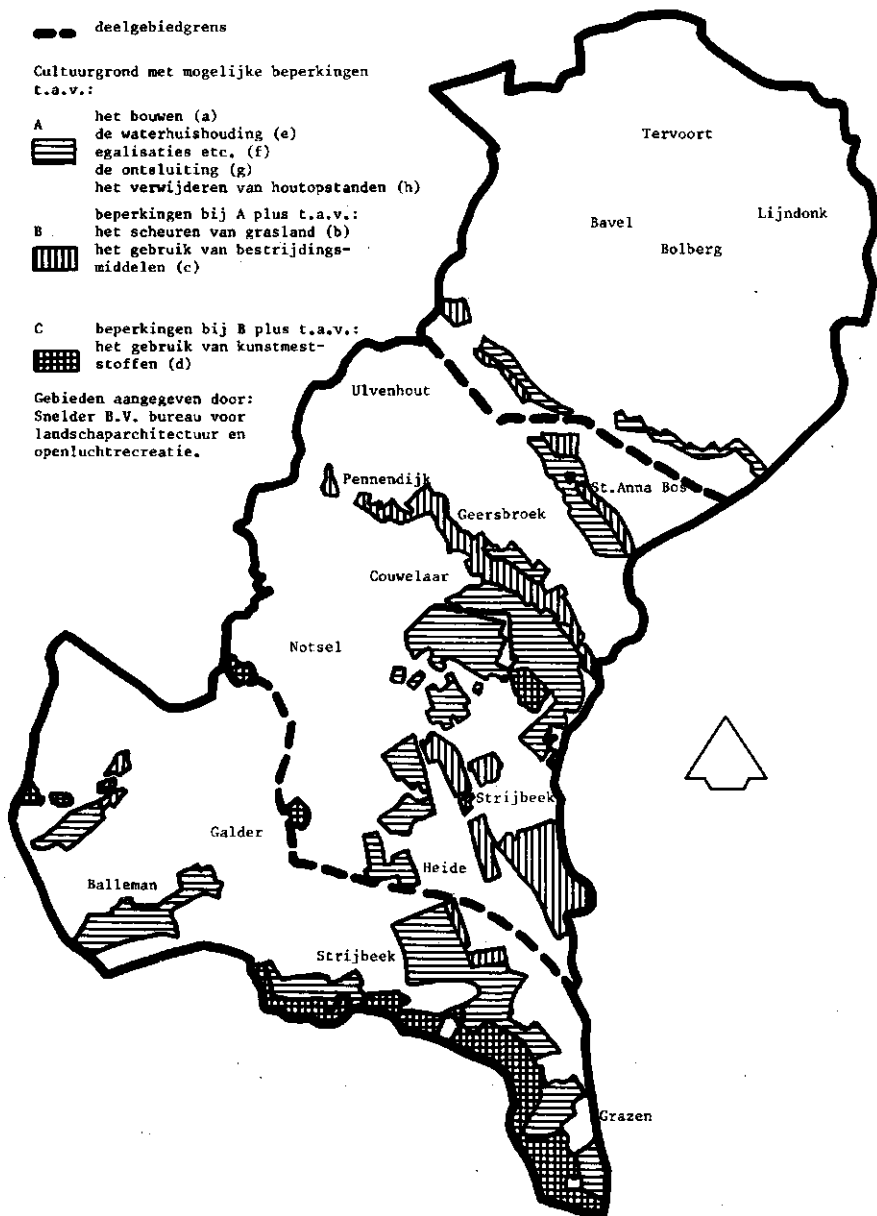 deelgebiedgrens
Cultuurgrond met mogelijke beperkingen
t.a.v.:
A
het bouwen (a)
de waterhuishouding (e)
egalisaties etc. (f)
de ontsluiting (g)
het verwijderen van houtopstanden (h)
beperkingen bij A plus t.a.v.:
B het scheuren van grasland (b)
het gebruik van bestrijdings-
middelen (c)
C beperkingen bij B plus t.a.v.:
het gebruik van kunstmest-
stoffen (d)
Gebieden aangegeven door:
Snelder B.V. bureau voor
landschaparchitectuur en
openluchtrecreatie.
Tervoort
Lijndonk
Bavel
Bolberg
Ulvenhout
Pennendijk
St.Anna Bos
Geersbroek
Couwelaar
Notsel
Strijbeek
Galder
Heide
Balleman
Strijbeek
Grazen